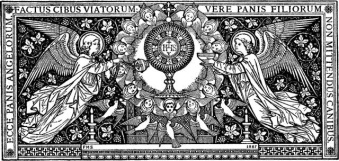 ECCE PANIS ANGELORUM
FACTUS CIBUS VIATORUM
VERE PANIS FILIORUM
NON MITTENDUS CANIBUS
IHS